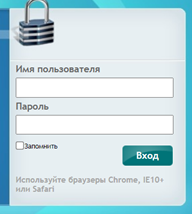 Имя пользователя
Пароль
Запомнить
Вход
Используйте браузеры Chrome, IE10+
или Safari